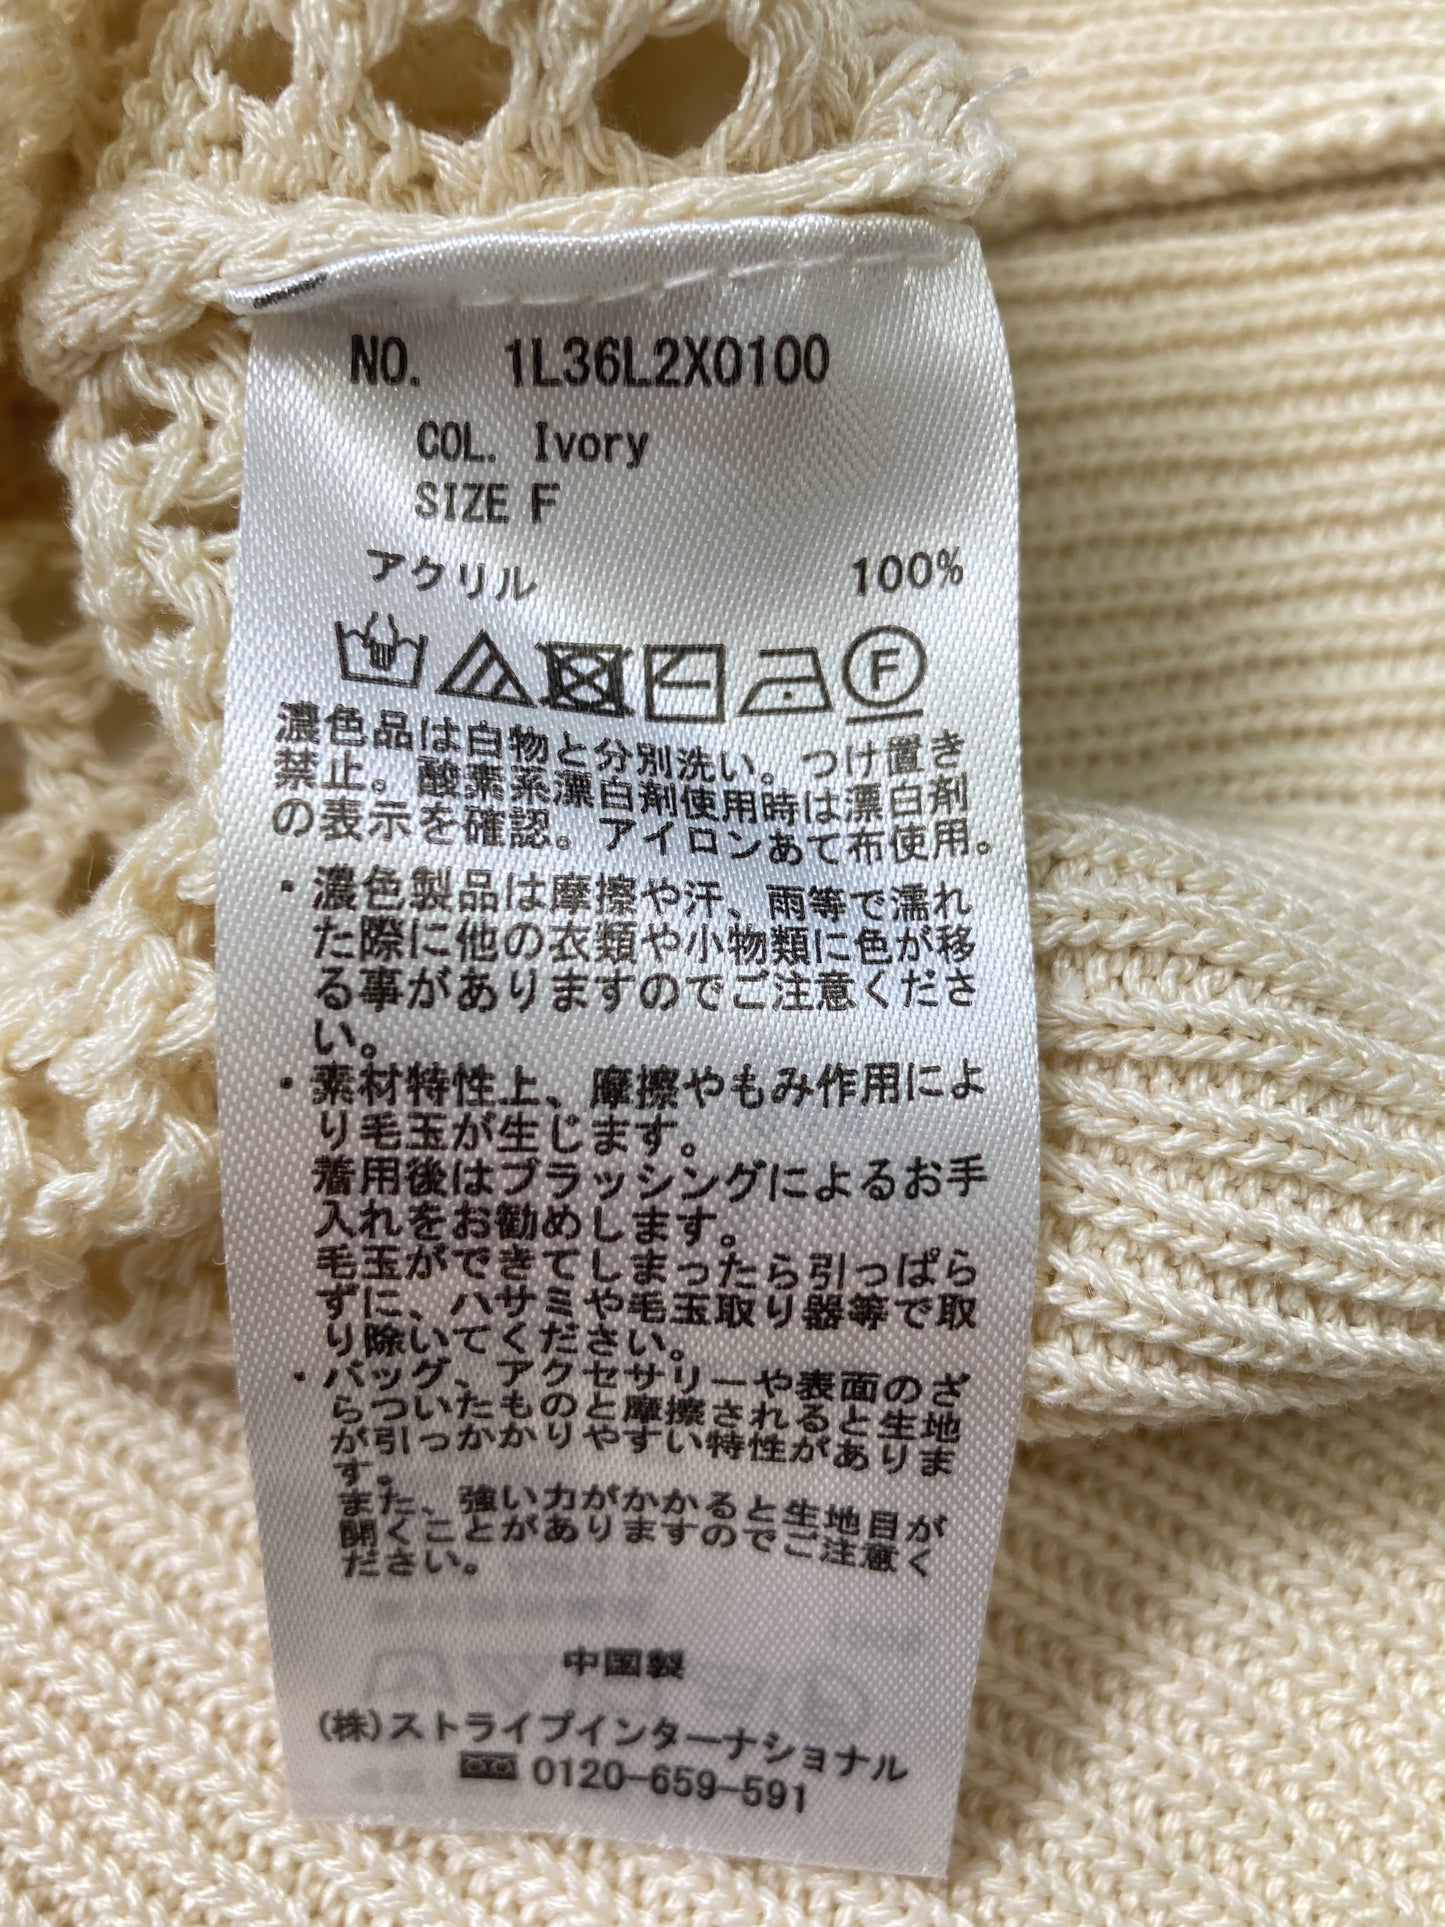 NO. 1L36L2X0100
COL. Ivory
SIZE F
アクリル 100%
F
濃色品は白物と分別洗い。つけ置き
禁止。酸素系漂白剤使用時は漂白剤
の表示を確認。アイロンあて布使用。
・濃色製品は摩擦や汗、雨等で濡れ
た際に他の衣類や小物類に色が移
る事がありますのでご注意くださ
い。
・素材特性上、摩擦やもみ作用によ
り毛玉が生じます。
着用後はブラッシングによるお手
入れをお勧めします。
毛玉ができてしまったら引っぱら
ずに、ハサミや毛玉取り器等で取
り除いてください。
・バッグ、アクセサリーや表面のざ
らついたものと摩擦されると生地
が引っかかりやすい特性がありま
す。
また、強い力がかかると生地目が
開くことがありますのでご注意く
ださい。
中国製
(株)ストライプインターナショナル
0120-659-591